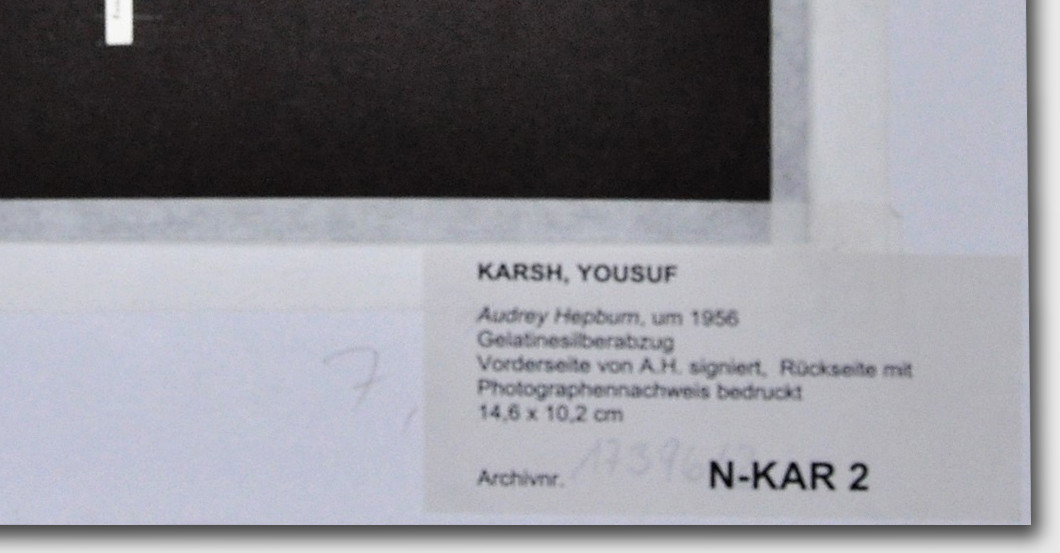 KARSH, YOUSUF
Audrey Hepburn, um 1956
Gelatinesilberabzug
Vorderseite von A.H. signiert, Rückseite mit
Photographennachweis bedruckt
14,6 x 10,2 cm
7,
Archivnr. N-KAR 2